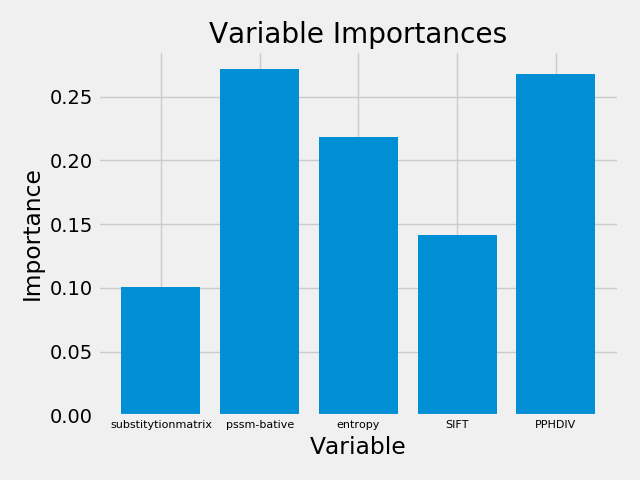 Variable Importances
Importance
0.25
0.20
0.15
0.10
0.05
0.00
substitytionmatrix pssm-bative entropy SIFT PPHDIV
Variable